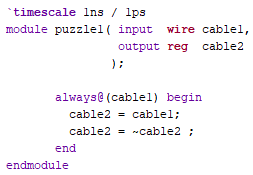 `timescale 1ns / 1ps
module puzzle1( input  wire cable1,
                output reg  cable2
               );

       always@(cable1) begin
         cable2 = cable1;
         cable2 = ~cable2 ;
       end
endmodule